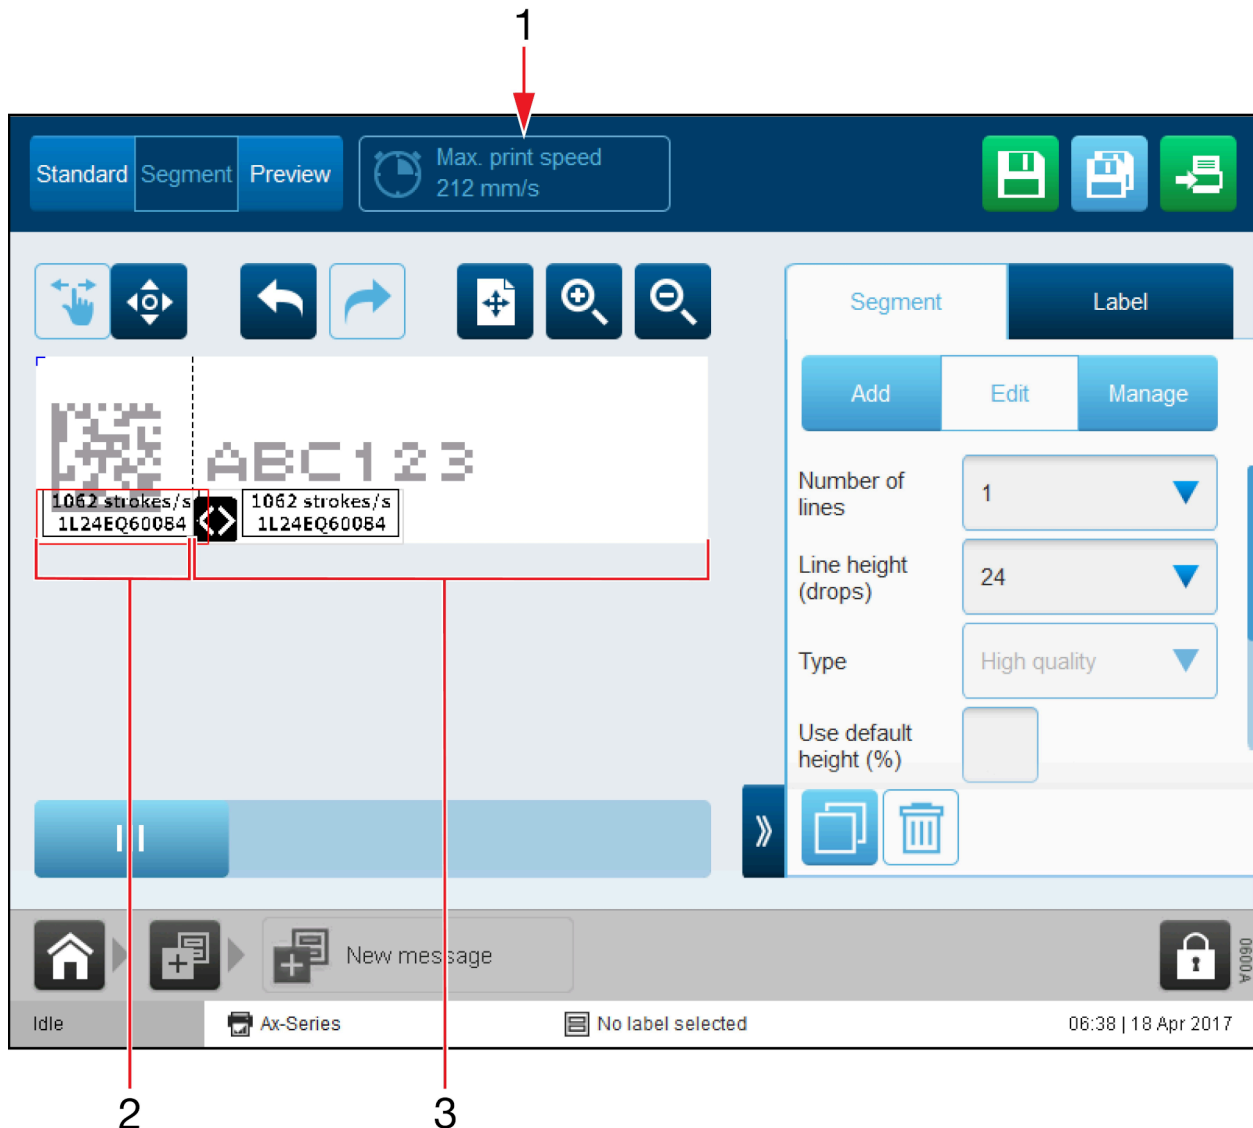 1
Standard Segment Preview
Max. print speed
212 mm/s
Segment Label
Add Edit Manage
ABC123
1062 strokes/s
1L24EQ60084
1062 strokes/s
1L24EQ60084
Number of
lines
1
Line height
(drops)
24
Type
High quality
Use default
height (%)
New message
0600A
Idle
Ax-Series
No label selected
06:38 | 18 Apr 2017
2
3